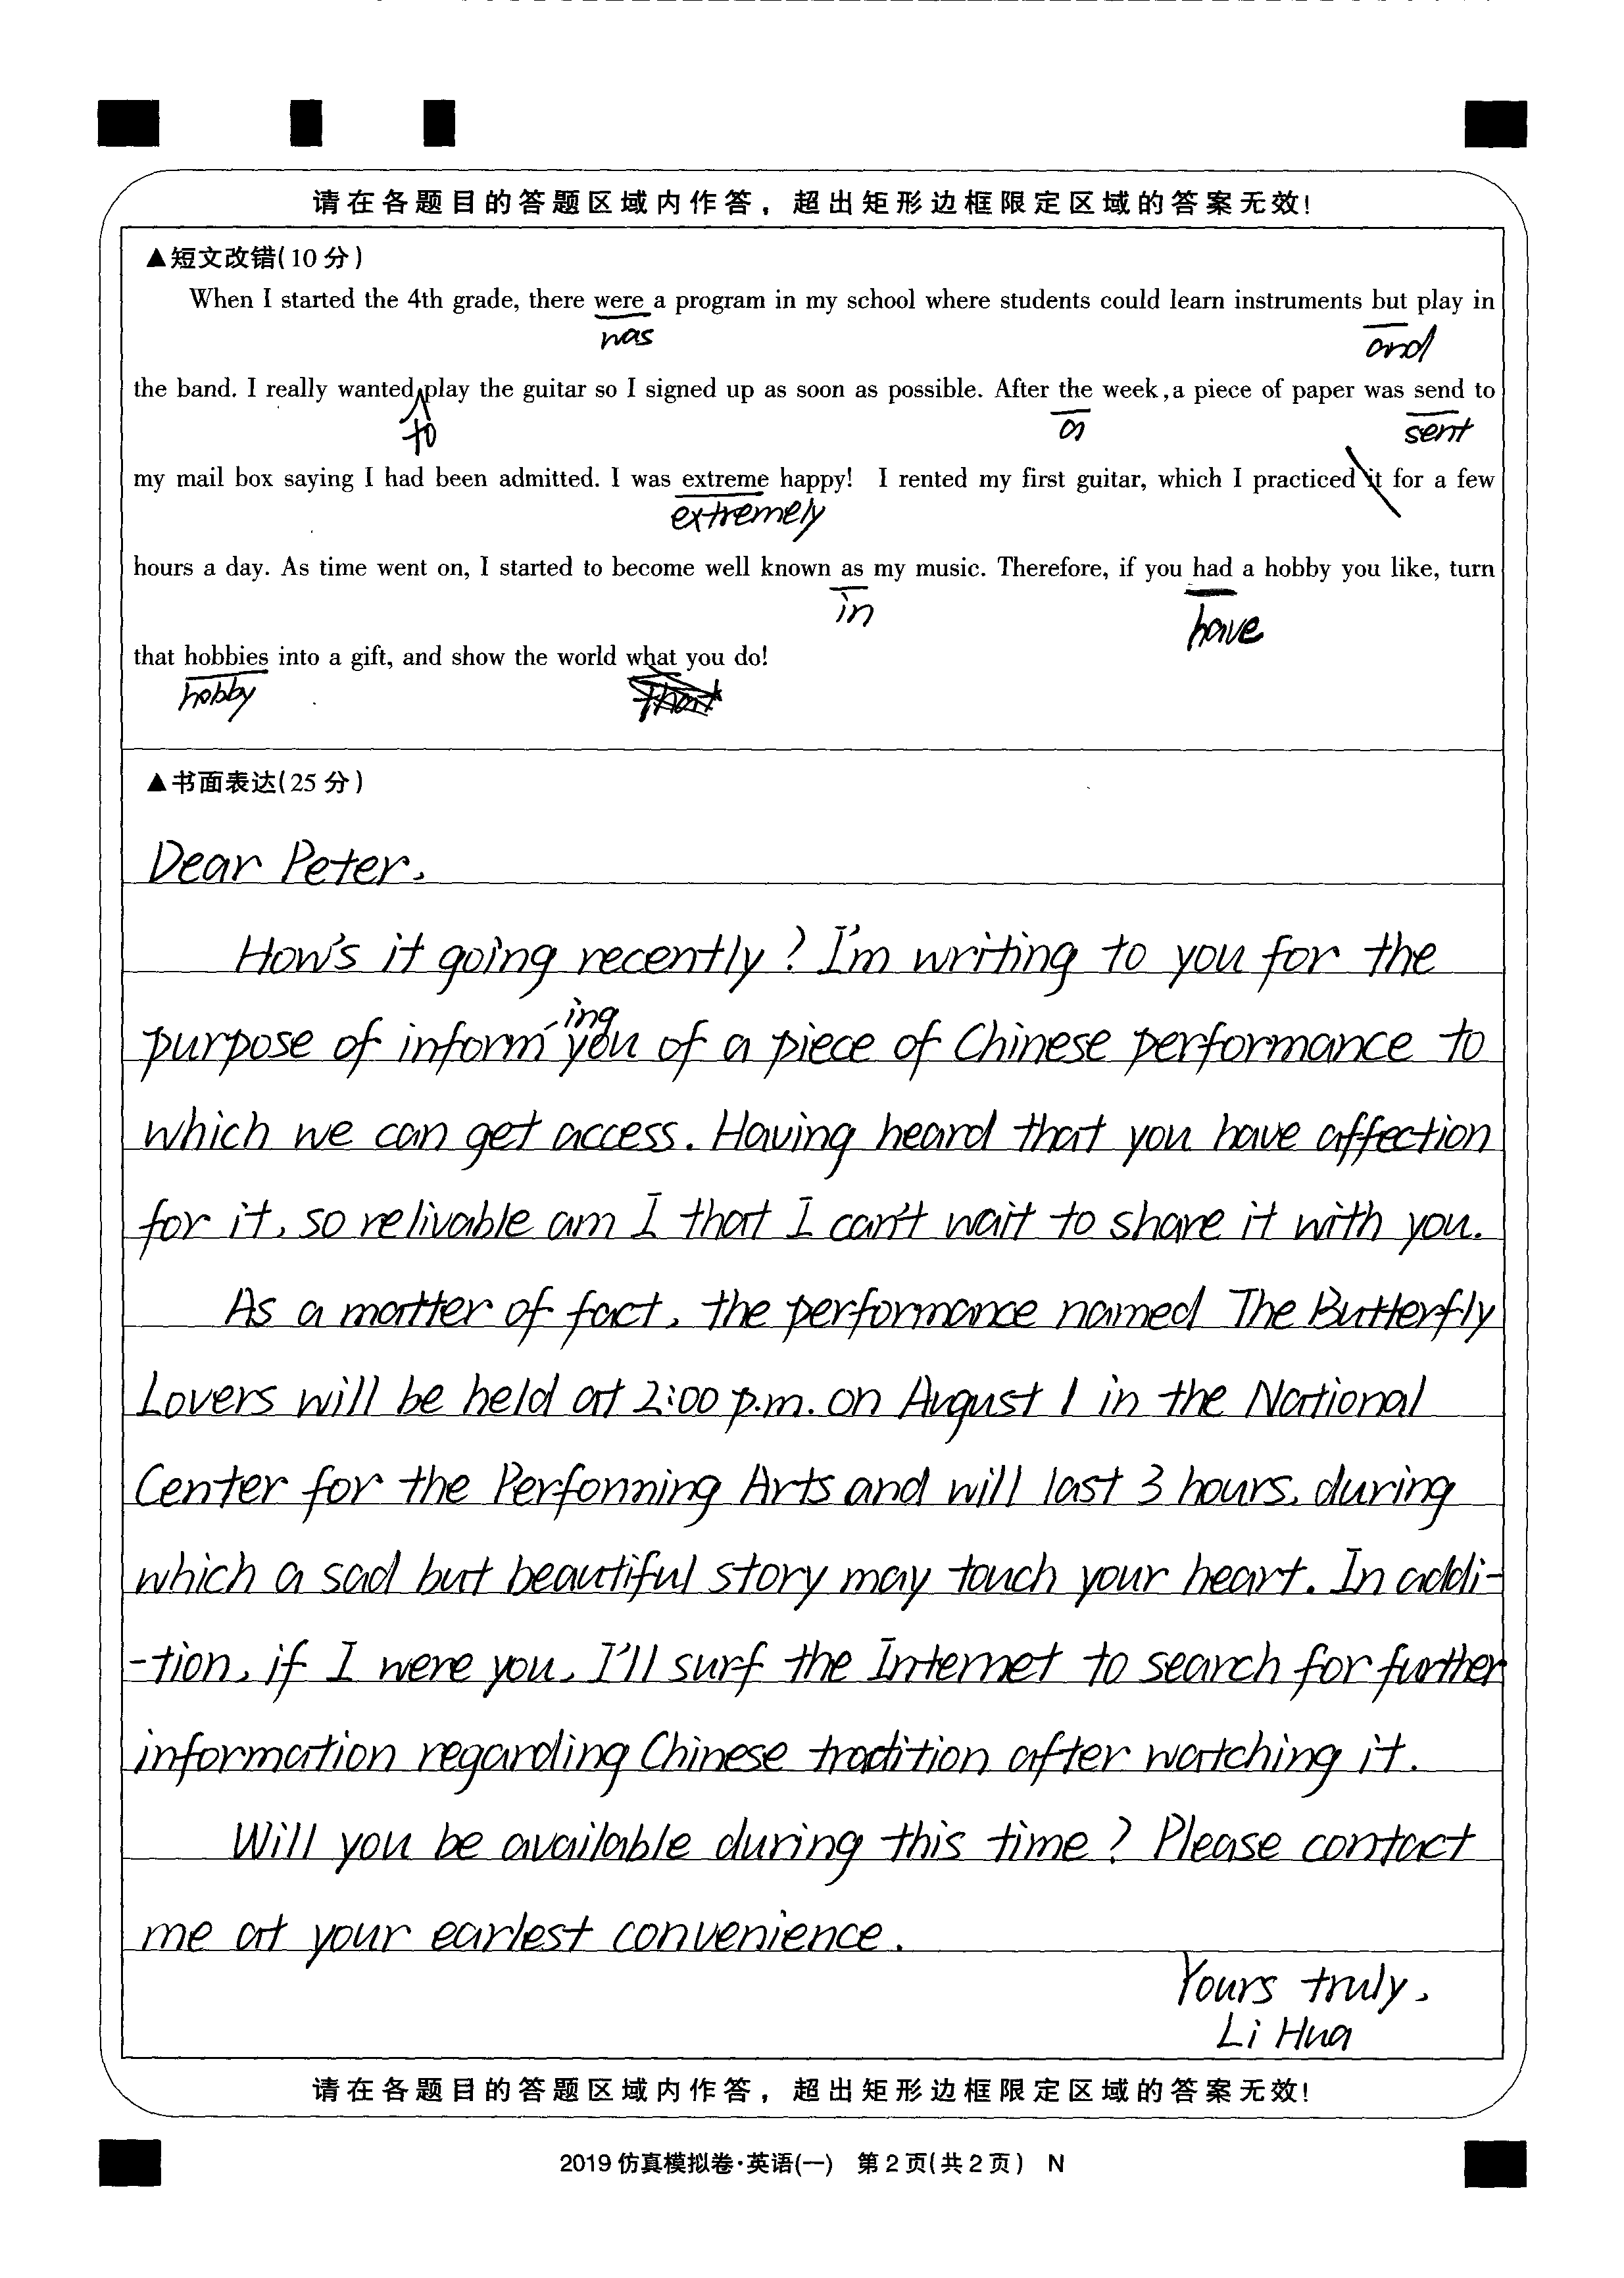 请在各题目的答题区域内作答，超出矩形边框限定区域的答案无效!
▲短文改错(10分)
When I started the 4th grade, there were a program in my school where students could learn instruments but play in
was and
the band. I really wanted play the guitar so I signed up as soon as possible. After the week, a piece of paper was send to
to a sent
my mail box saying I had been admitted. I was extreme happy! I rented my first guitar, which I practiced it for a few
extremely
hours a day. As time went on, I started to become well known as my music. Therefore, if you had a hobby you like, turn
in have
that hobbies into a gift, and show the world what you do!
hobby that
▲书面表达(25分)
Dear Peter,
How's it going recently? I'm writing to you for the
ing
purpose of inform you of a piece of Chinese performance to
which we can get access. Having heard that you have affection
for it, so relivable am I that I can't wait to share it with you.
As a matter of fact, the performance named The Butterfly
Lovers will be held at 2:00 p.m. on August 1 in the National
Center for the Performing Arts and will last 3 hours, during
which a sad but beautiful story may touch your heart. In addi-
-tion, if I were you, I'll surf the Internet to search for further
information regarding Chinese tradition after watching it.
Will you be available during this time? Please contact
me at your earlest convenience.
Yours truly,
Li Hua
请在各题目的答题区域内作答，超出矩形边框限定区域的答案无效!
2019仿真模拟卷·英语(一) 第2页(共2页) N